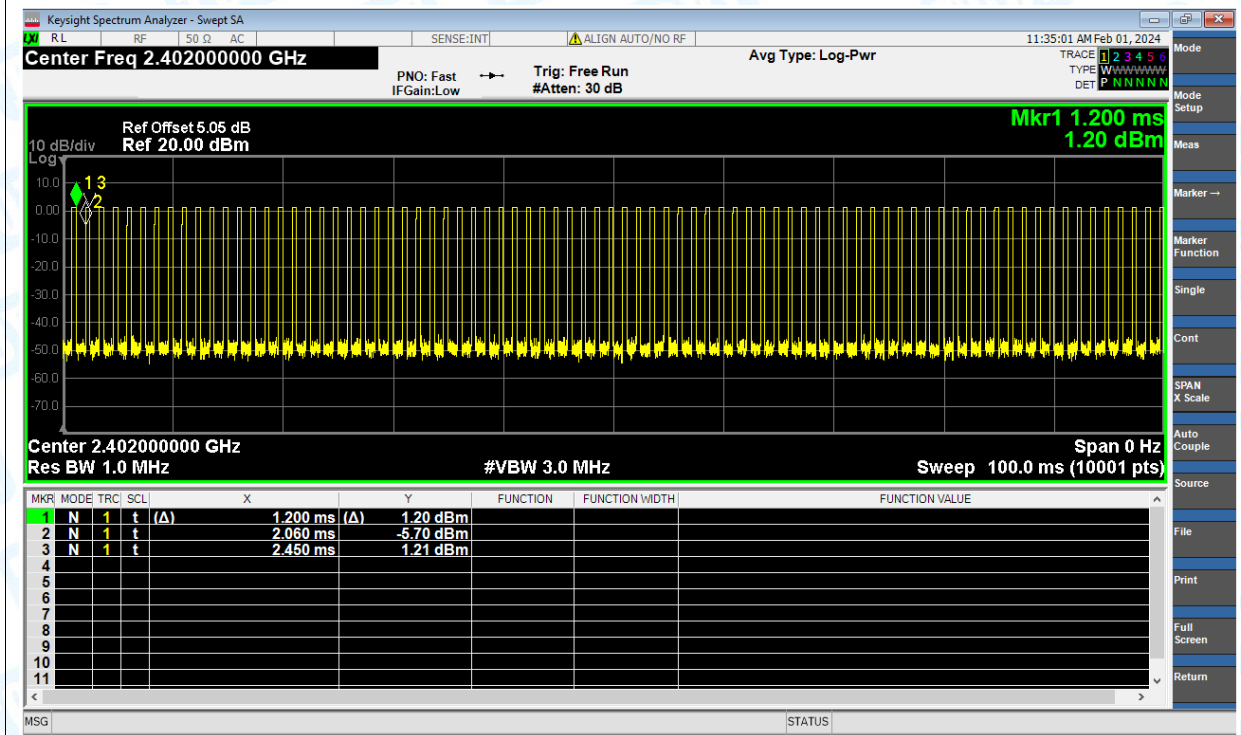 Keysight Spectrum Analyzer - Swept SA
LXI RL RF 50 Ω AC SENSE:INT ALIGN AUTO/NO RF 11:35:01 AM Feb 01, 2024
Center Freq 2.402000000 GHz
Avg Type: Log-Pwr
TRACE 1 2 3 4 5 6
PNO: Fast
Trig: Free Run
TYPE WWWWWW
IFGain:Low
#Atten: 30 dB
DET P N N N N N
Mkr1 1.200 ms
1.20 dBm
Ref Offset 5.05 dB
10 dB/div Ref 20.00 dBm
Log
10.0
0.00
-10.0
-20.0
-30.0
-40.0
-50.0
-60.0
-70.0
1 3
2
Center 2.402000000 GHz
Span 0 Hz
Res BW 1.0 MHz
#VBW 3.0 MHz
Sweep 100.0 ms (10001 pts)
MKR MODE TRC SCL X Y FUNCTION FUNCTION WIDTH FUNCTION VALUE
1 N 1 t (Δ) 1.200 ms (Δ) 1.20 dBm
2 N 1 t 2.060 ms -5.70 dBm
3 N 1 t 2.450 ms 1.21 dBm
4
5
6
7
8
9
10
11
MSG
STATUS
Mode
Mode
Setup
Meas
Marker →
Marker
Function
Single
Cont
SPAN
X Scale
Auto
Couple
Source
File
Print
Full
Screen
Return